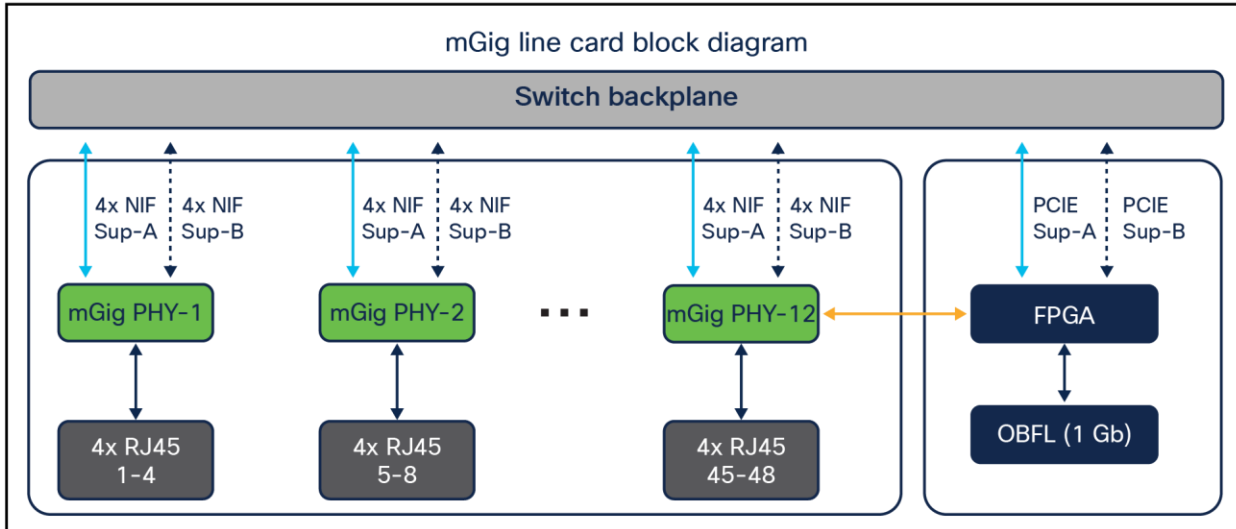 mGig line card block diagram
Switch backplane
4x NIF Sup-A
4x NIF Sup-B
4x NIF Sup-A
4x NIF Sup-B
4x NIF Sup-A
4x NIF Sup-B
PCIE Sup-A
PCIE Sup-B
mGig PHY-1
mGig PHY-2
...
mGig PHY-12
FPGA
4x RJ45
1-4
4x RJ45
5-8
4x RJ45
45-48
OBFL (1 Gb)